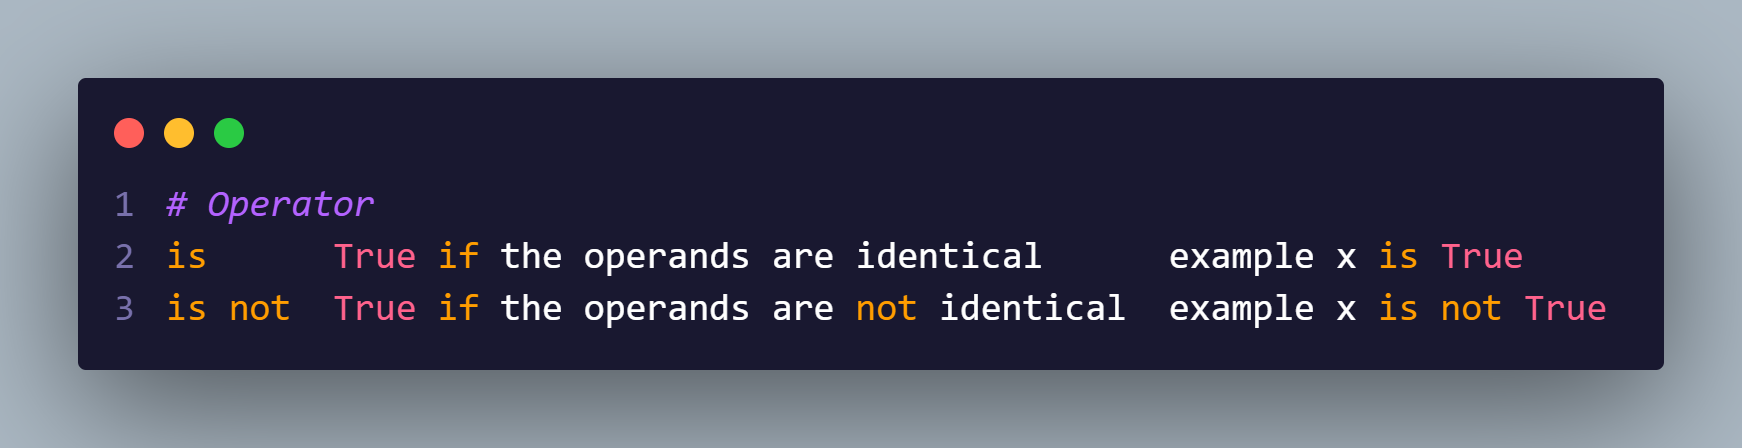 1 # Operator
2 is      True if the operands are identical      example x is True
3 is not  True if the operands are not identical  example x is not True